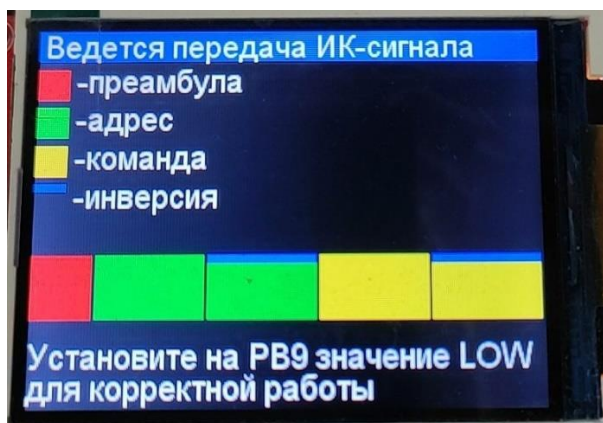 Ведется передача ИК-сигнала
-преамбула
-адрес
-команда
-инверсия
Установите на PB9 значение LOW
для корректной работы